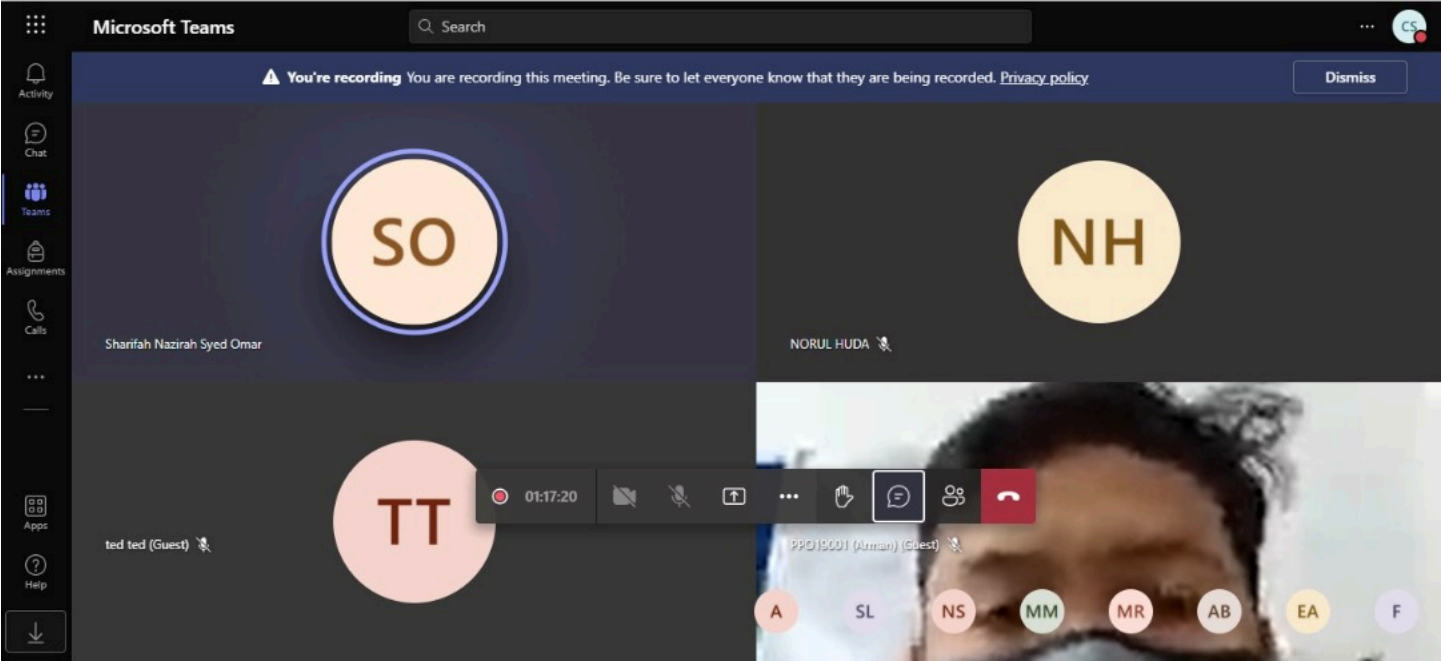 Microsoft Teams
Search
CS
Activity
Chat
Teams
Assignments
Calls
Apps
Help
You're recording You are recording this meeting. Be sure to let everyone know that they are being recorded. Privacy policy
Dismiss
SO
Sharifah Nazirah Syed Omar
NH
NORUL HUDA
TT
ted ted (Guest)
01:17:20
(Arman) (Guest)
A SL NS MM MR AB EA F